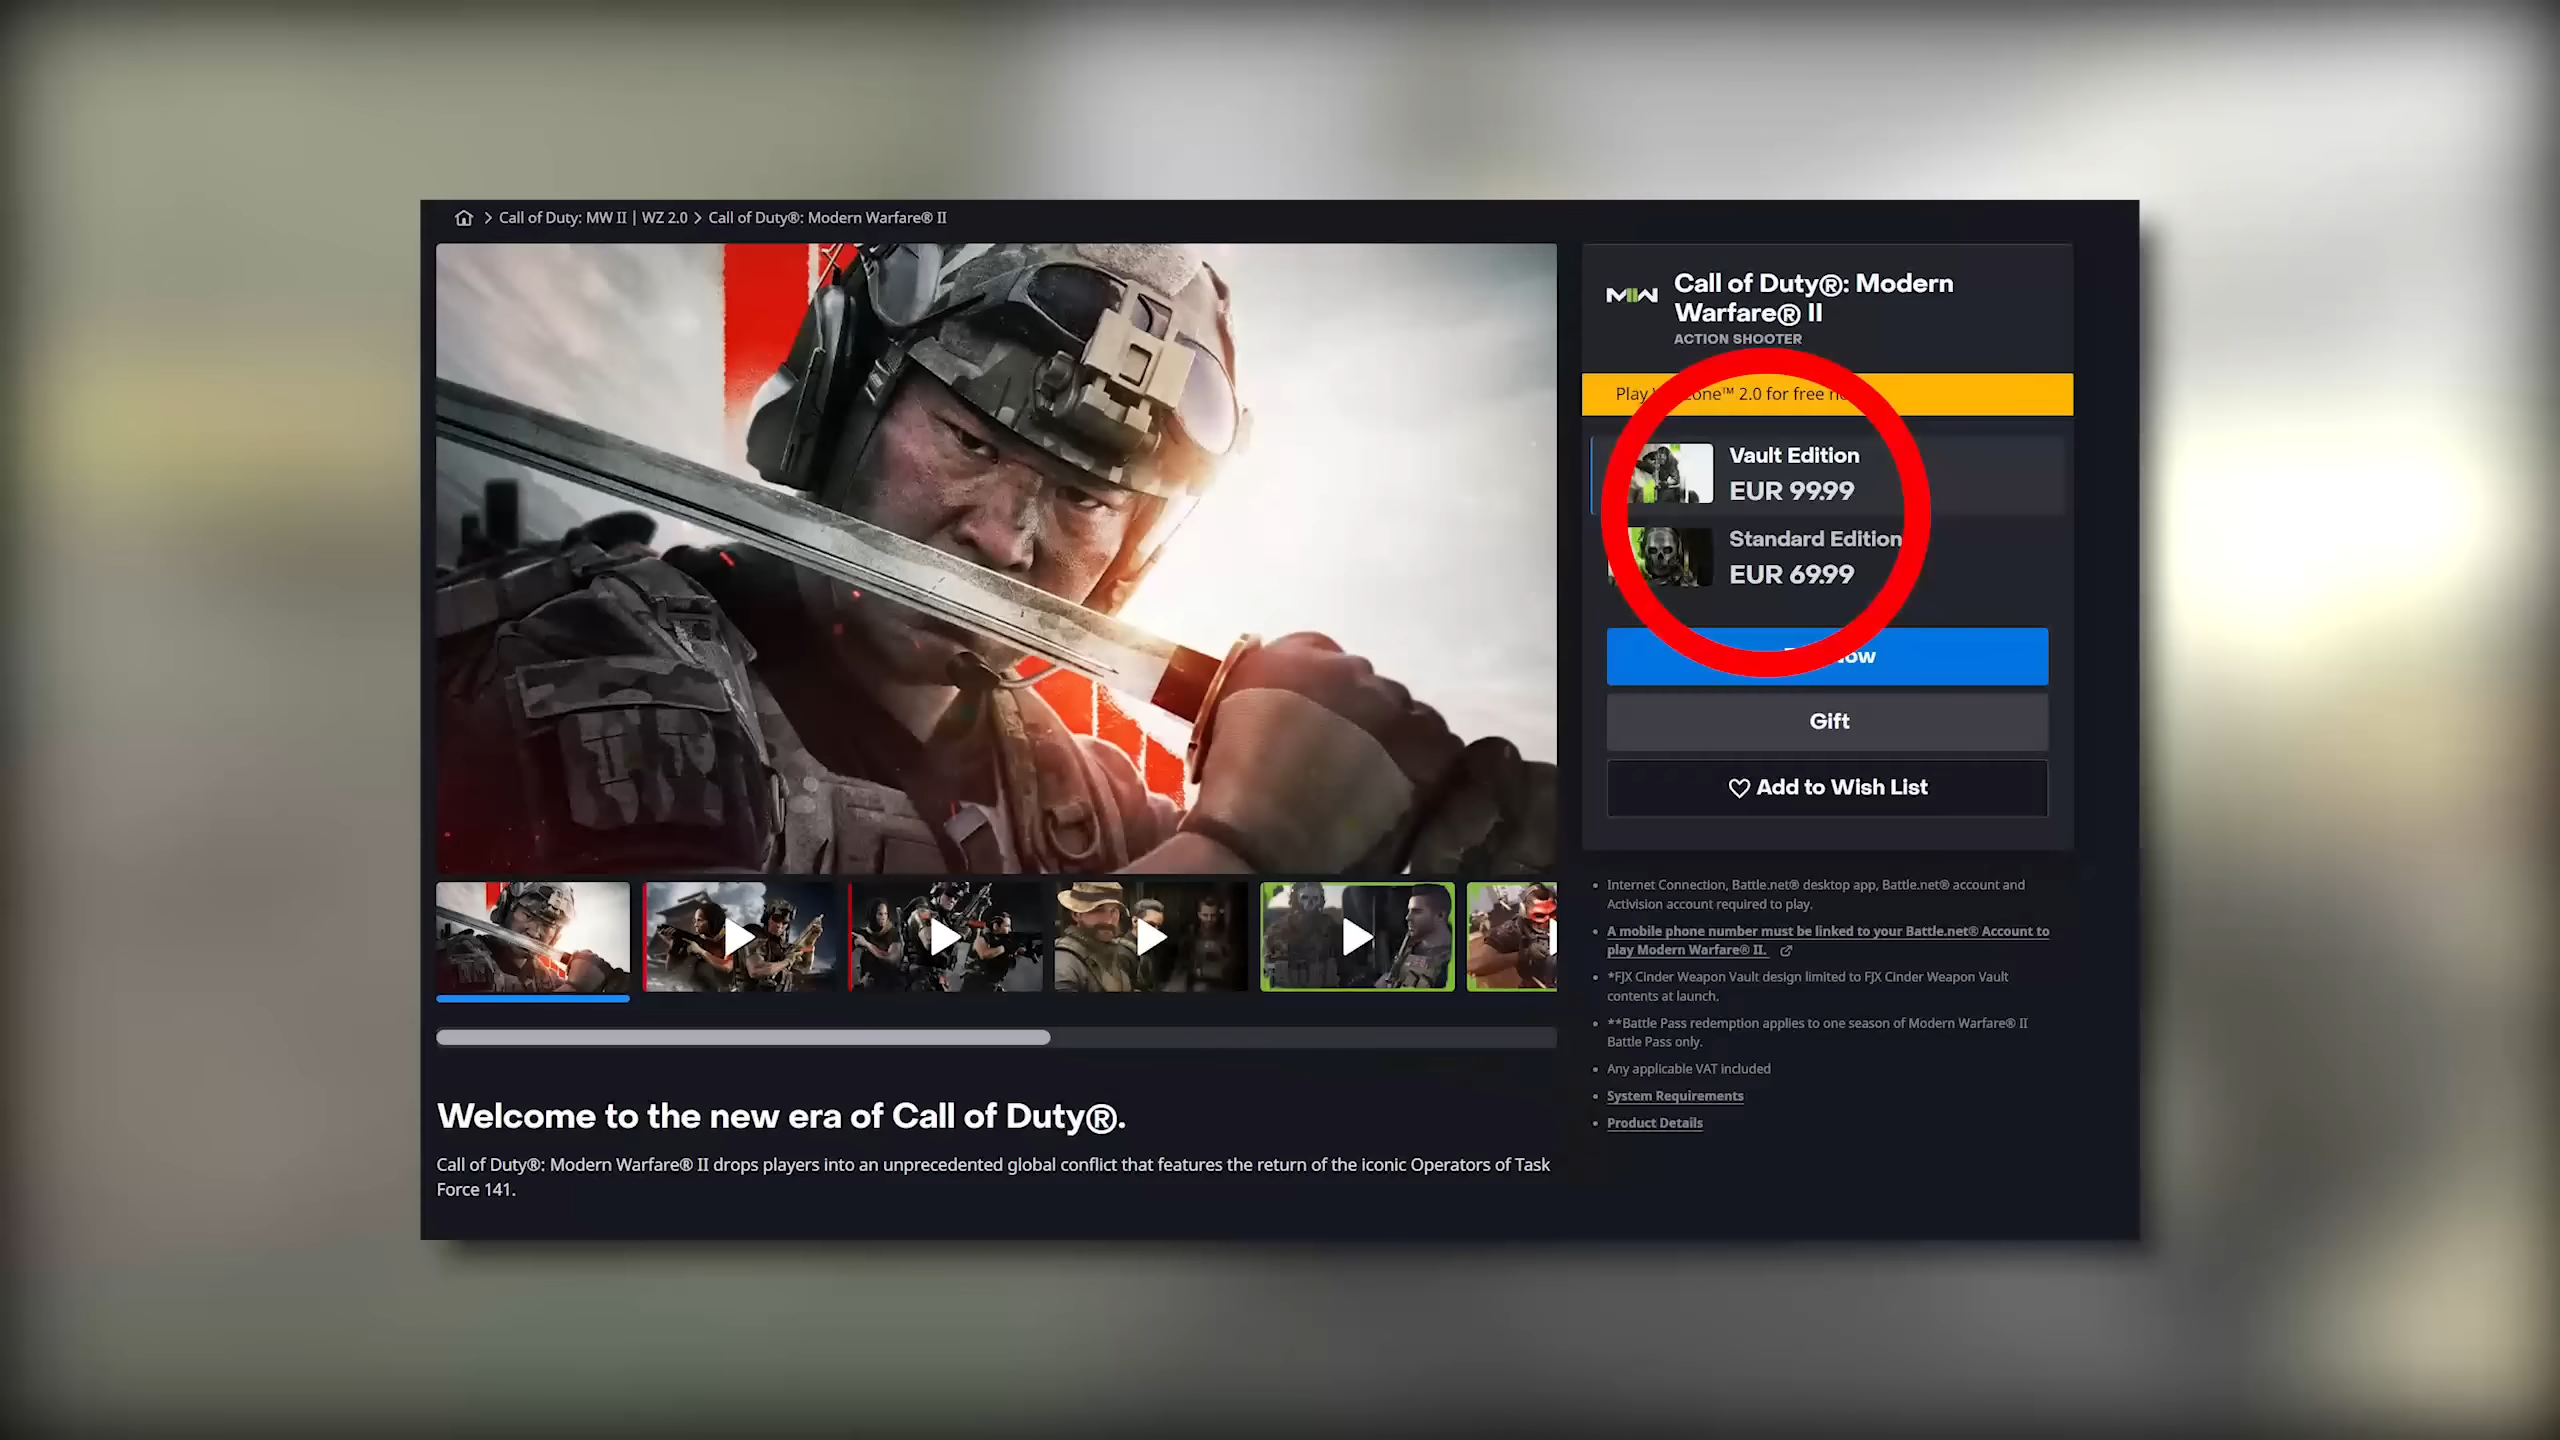 Call of Duty: MW II | WZ 2.0 > Call of Duty®: Modern Warfare® II
MWII
Call of Duty®: Modern
Warfare® II
ACTION SHOOTER
Play 2.0 for free
Vault Edition
EUR 99.99
Standard Edition
EUR 69.99
Gift
Add to Wish List
• Internet Connection, Battle.net® desktop app, Battle.net® account and
Activision account required to play.
• A mobile phone number must be linked to your Battle.net® Account to
play Modern Warfare® II.
• *FJX Cinder Weapon Vault design limited to FJX Cinder Weapon Vault
contents at launch.
• **Battle Pass redemption applies to one season of Modern Warfare® II
Battle Pass only.
• Any applicable VAT included
• System Requirements
• Product Details
Welcome to the new era of Call of Duty®.
Call of Duty®: Modern Warfare® II drops players into an unprecedented global conflict that features the return of the iconic Operators of Task
Force 141.